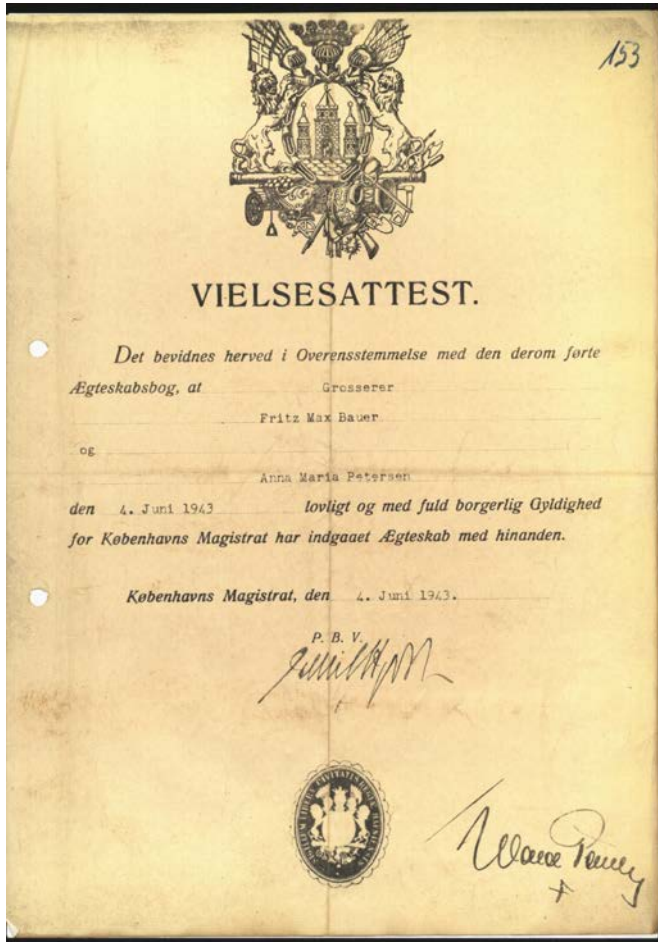 153
VIELSESATTEST.
Det bevidnes herved i Overensstemmelse med den derom førte
Ægteskabsbog, at Grosserer
Fritz Max Bauer
og
Anna Maria Petersen
den 4. Juni 1943 lovligt og med fuld borgerlig Gyldighed
for Københavns Magistrat har indgaaet Ægteskab med hinanden.
Københavns Magistrat, den 4. Juni 1943.
P. B. V.